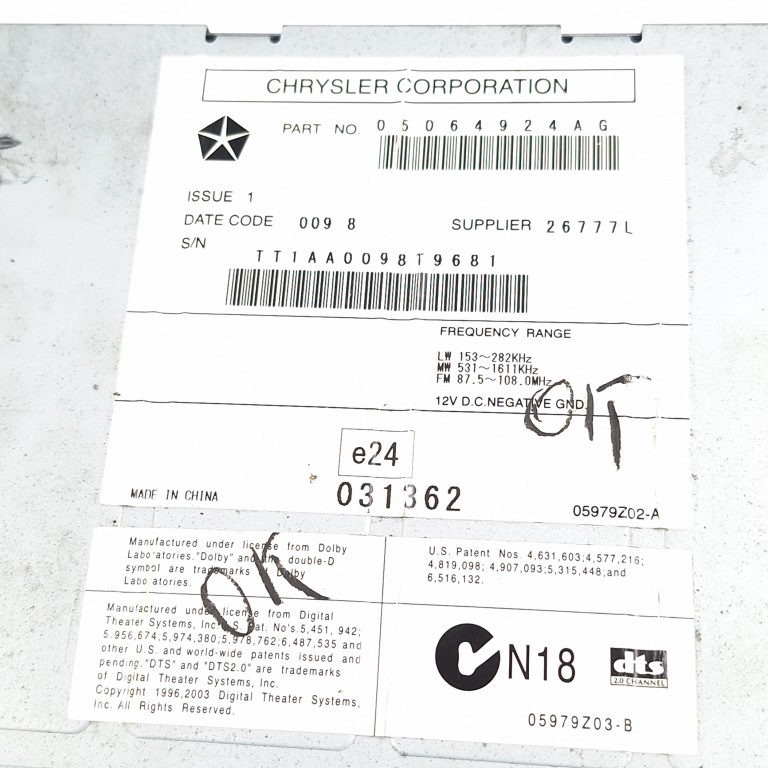 CHRYSLER CORPORATION
PART NO. 05064924AG
ISSUE 1
DATE CODE 009 8 SUPPLIER 26777L
S/N
TT1AA0098T9681
FREQUENCY RANGE
LW 153~282KHz
MW 531~1611KHz
FM 87.5~108.0MHz
12V D.C.NEGATIVE GND.
OIT
e24
MADE IN CHINA 031362 05979Z02-A
Manufactured under license from Dolby
Laboratories."Dolby" and the double-D
symbol are trademarks of Dolby
Laboratories.
OK
U.S. Patent Nos. 4,631,603;4,577,216;
4,819,098; 4,907,093;5,315,448;and
6,516,132.
Manufactured under license from Digital
Theater Systems, Inc. U.S. Pat. No's.5,451, 942;
5.956,674;5,974,380;5,978,762;6,487,535 and
other U.S. and world-wide patents issued and
pending."DTS" and "DTS2.0" are trademarks
of Digital Theater Systems, Inc.
Copyright 1996,2003 Digital Theater Systems,
Inc. All Rights Reserved.
N18
dts
2.0 CHANNEL
05979Z03-B